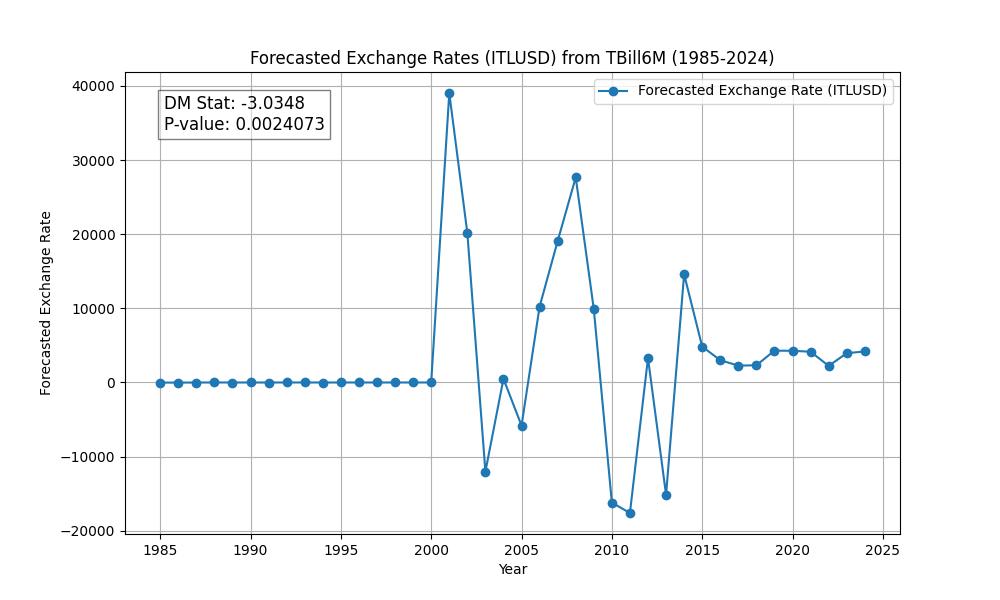 Forecasted Exchange Rates (ITLUSD) from TBill6M (1985-2024)
DM Stat: -3.0348
P-value: 0.0024073
Forecasted Exchange Rate (ITLUSD)
Forecasted Exchange Rate
40000
30000
20000
10000
0
−10000
−20000
1985 1990 1995 2000 2005 2010 2015 2020 2025
Year